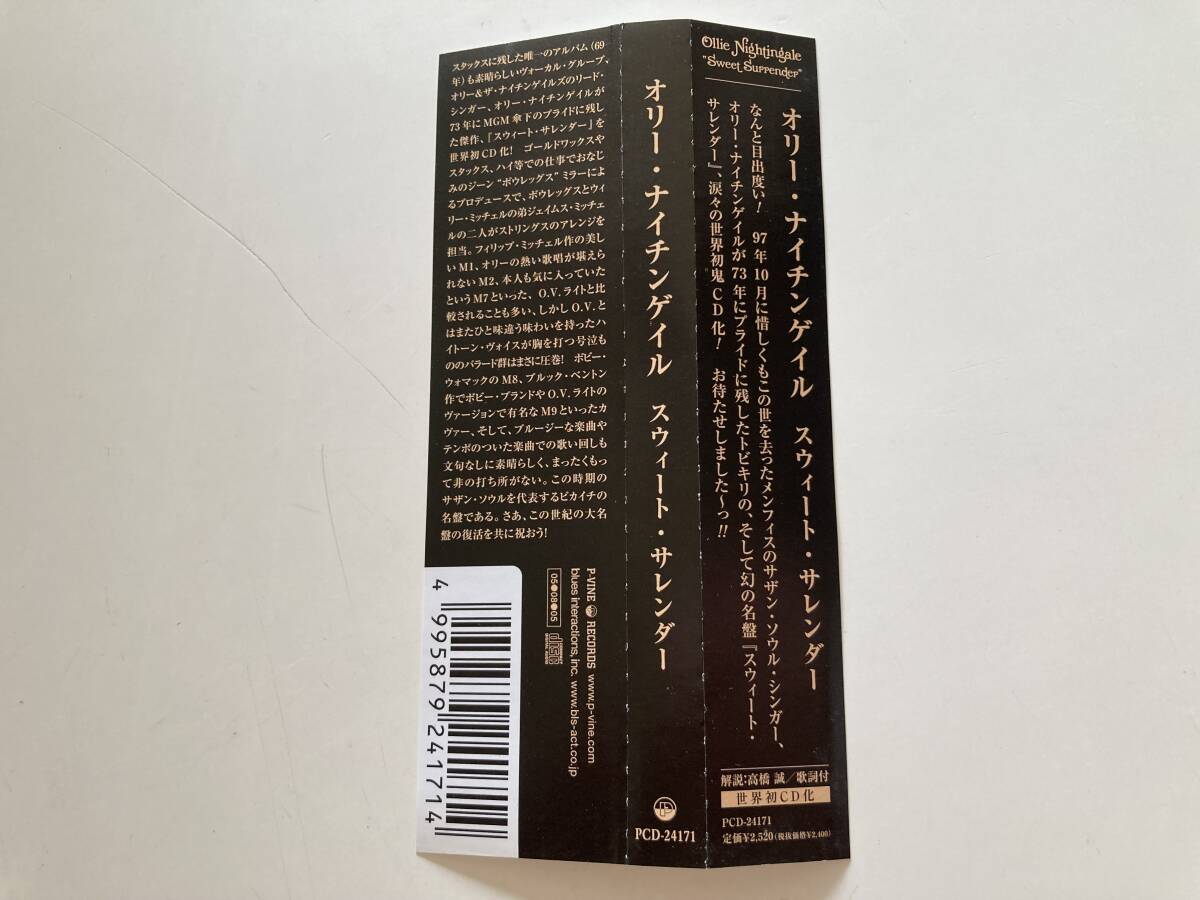 Ollie Nightingale
"Sweet Surrender"
オリー・ナイチンゲイル スウィート・サレンダー
なんと目出度い! 97年10月に惜しくもこの世を去ったメンフィスのサザン・ソウル・シンガー、
オリー・ナイチンゲイルが73年にプライドに残したトビキリの、そして幻の名盤『スウィート・
サレンダー』、涙々の世界初鬼CD化! お待たせしました〜っ!!
解説:高橋 誠/歌詞付
世界初CD化
PCD-24171
定価¥2,520(税抜価格¥2,400)
オリー・ナイチンゲイル スウィート・サレンダー
P
PCD-24171
スタックスに残した唯一のアルバム(69
年)も素晴らしいヴォーカル・グループ、
オリー&ザ・ナイチンゲイルズのリード・
シンガー、オリー・ナイチンゲイルが
73年にMGM傘下のプライドに残し
た傑作、「スウィート・サレンダー」を
世界初CD化! ゴールドワックスや
スタックス、ハイ等での仕事でおなじ
みのジーン“ボウレッグス”ミラーによ
るプロデュースで、ボウレッグスとウィ
リー・ミッチェルの弟ジェイムス・ミッチェ
ルの二人がストリングスのアレンジを
担当。フィリップ・ミッチェル作の美し
いM1、オリーの熱い歌唱が堪えら
れないM2、本人も気に入っていた
というM7といった、O.V.ライトと比
較されることも多い、しかしO.V.と
はまたひと味違う味わいを持ったハ
イトーン・ヴォイスが胸を打つ号泣も
ののバラード群はまさに圧巻! ボビー・
ウォマックのM8、ブルック・ベントン
作でボビー・ブランドやO.V.ライトの
ヴァージョンで有名なM9といったカ
ヴァー、そして、ブルージーな楽曲や
テンポのついた楽曲での歌い回しも
文句なしに素晴らしく、まったくもっ
て非の打ち所がない。この時期の
サザン・ソウルを代表するピカイチの
名盤である。さあ、この世紀の大名
盤の復活を共に祝おう!
P-VINE RECORDS www.p-vine.com
blues interactions, inc. www.bls-act.co.jp
05●08●05
COMPACT
disc
DIGITAL AUDIO
4 995879 241714